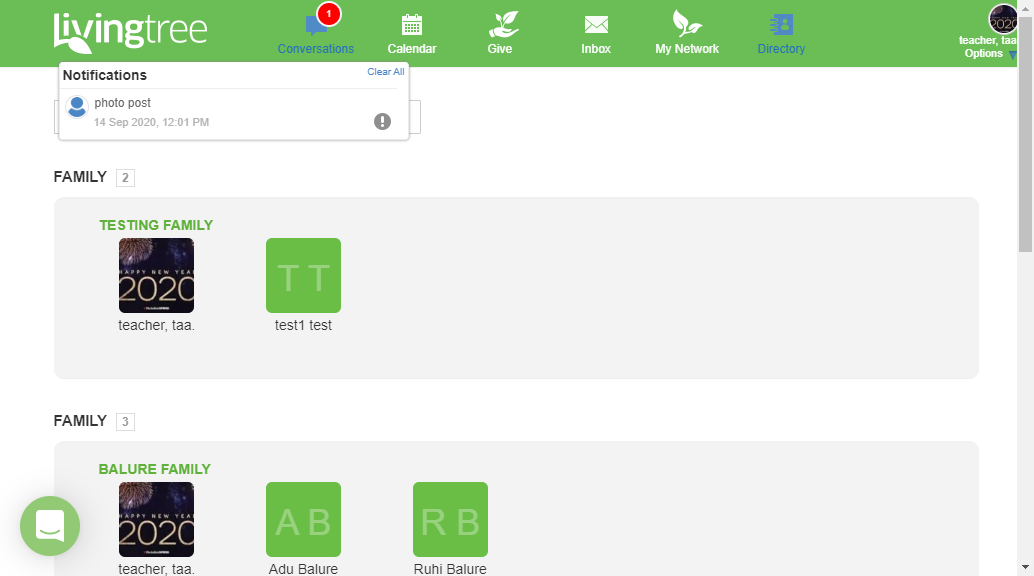 livingtree
1
Conversations
Calendar
Give
Inbox
My Network
Directory
2020
teacher, taa
Options
Notifications
Clear All
photo post
14 Sep 2020, 12:01 PM
FAMILY 2
TESTING FAMILY
HAPPY NEW YEAR
2020
T T
teacher, taa.
test1 test
FAMILY 3
BALURE FAMILY
HAPPY NEW YEAR
2020
A B
R B
teacher, taa.
Adu Balure
Ruhi Balure